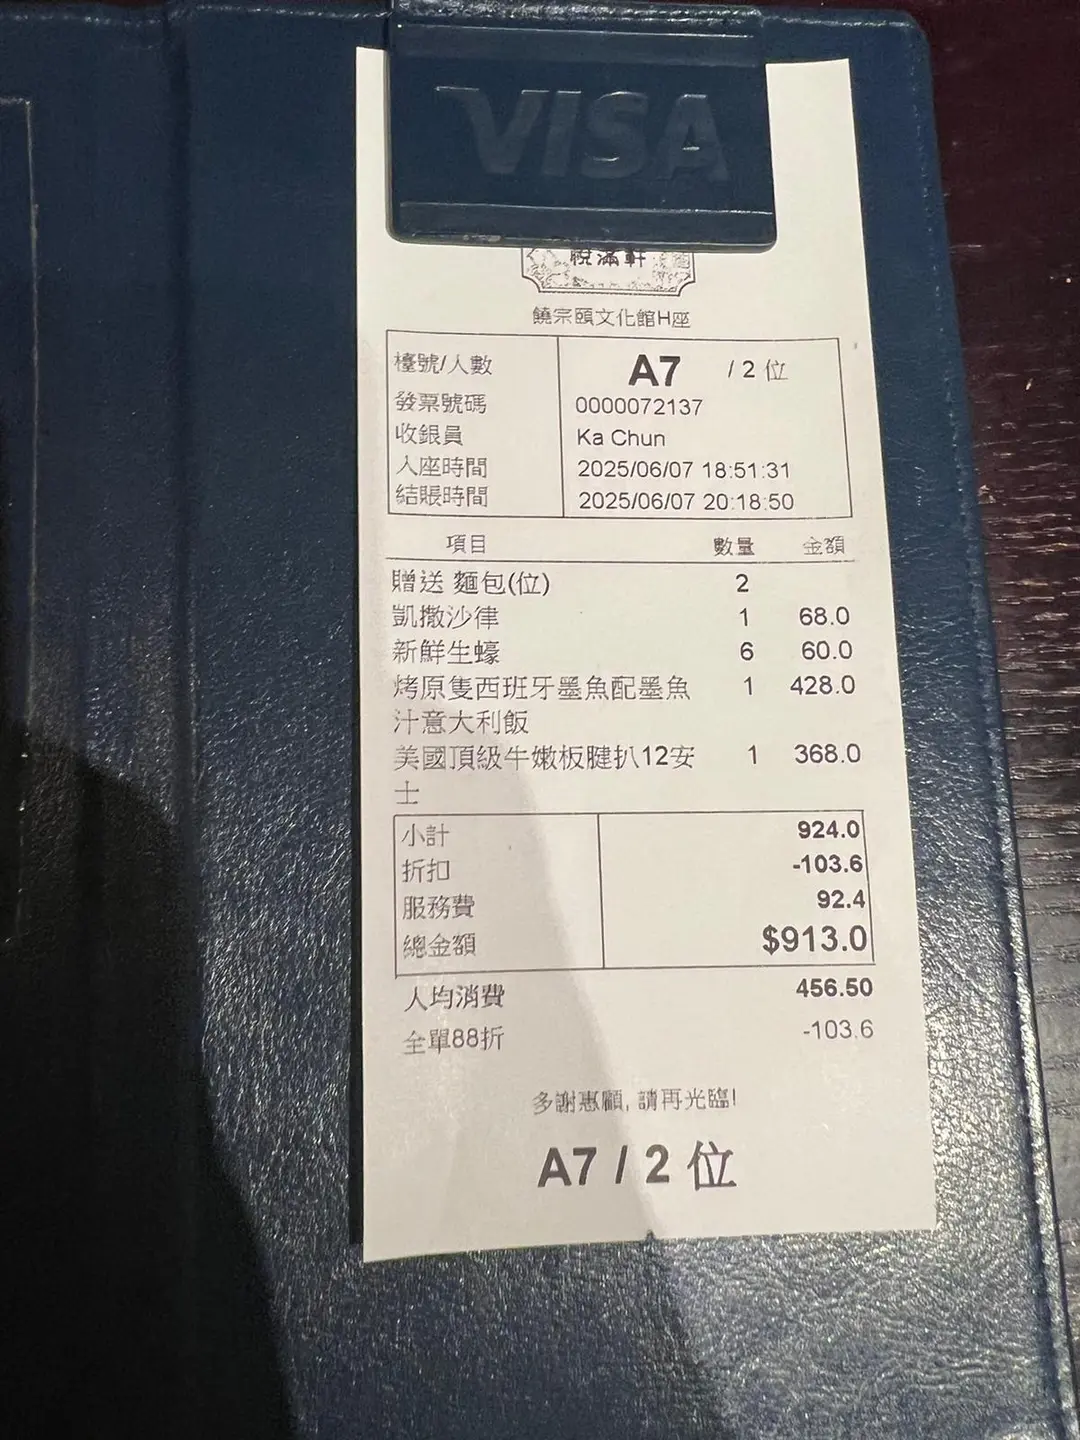 VISA
悅滿軒
饒宗頤文化館H座
檯號/人數 A7 / 2 位
發票號碼 0000072137
收銀員 Ka Chun
入座時間 2025/06/07 18:51:31
結賬時間 2025/06/07 20:18:50
項目 數量 金額
贈送 麵包(位) 2
凱撒沙律 1 68.0
新鮮生蠔 6 60.0
烤原隻西班牙墨魚配墨魚 1 428.0
汁意大利飯
美國頂級牛嫩板腱扒12安 1 368.0
士
小計 924.0
折扣 -103.6
服務費 92.4
總金額 $913.0
人均消費 456.50
全單88折 -103.6
多謝惠顧, 請再光臨!
A7 / 2 位